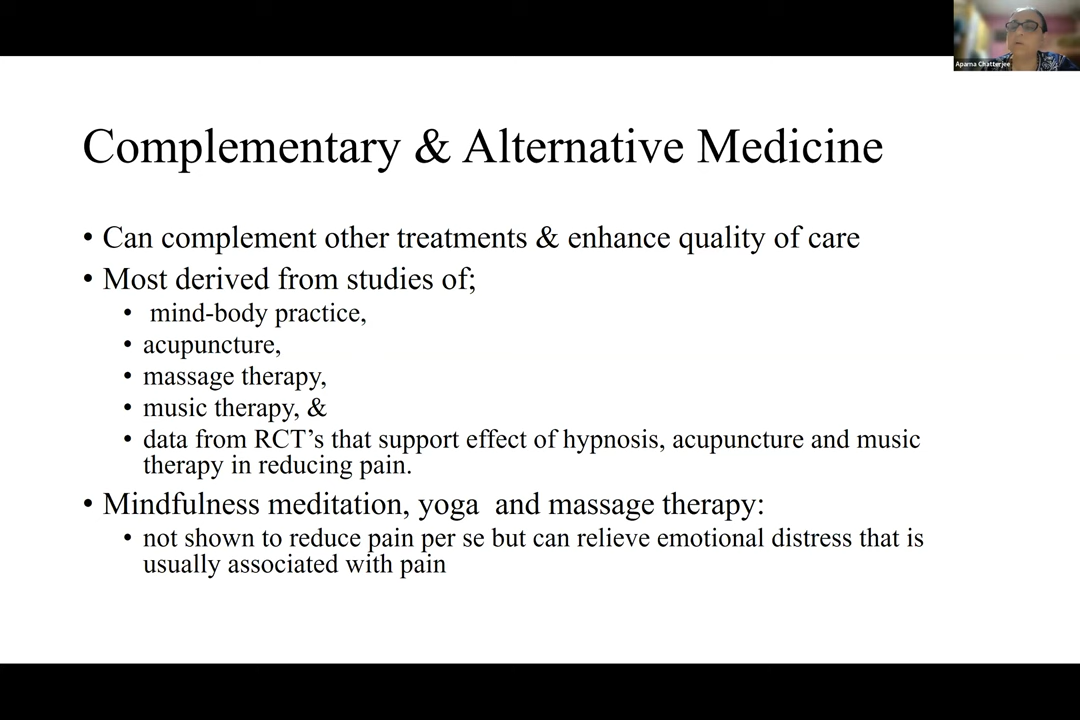 Aparna Chatterjee
Complementary & Alternative Medicine
• Can complement other treatments & enhance quality of care
• Most derived from studies of;
• mind-body practice,
• acupuncture,
• massage therapy,
• music therapy, &
• data from RCT’s that support effect of hypnosis, acupuncture and music
therapy in reducing pain.
• Mindfulness meditation, yoga and massage therapy:
• not shown to reduce pain per se but can relieve emotional distress that is
usually associated with pain